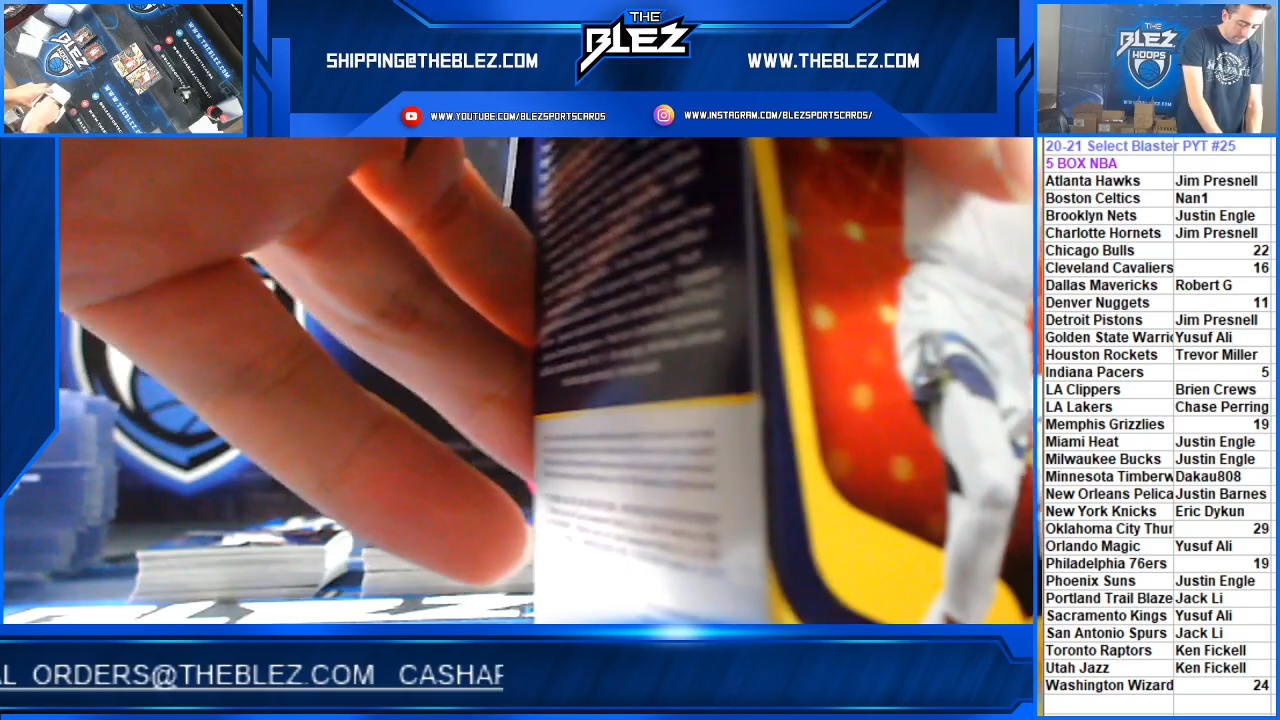 THE
BLEZ
SHIPPING@THEBLEZ.COM
WWW.THEBLEZ.COM
WWW.YOUTUBE.COM/BLEZSPORTSCARDS
WWW.INSTAGRAM.COM/BLEZSPORTSCARDS/
THE
BLEZ
HOOPS
20-21 Select Blaster PYT #25
5 BOX NBA
Atlanta Hawks Jim Presnell
Boston Celtics Nan1
Brooklyn Nets Justin Engle
Charlotte Hornets Jim Presnell
Chicago Bulls 22
Cleveland Cavaliers 16
Dallas Mavericks Robert G
Denver Nuggets 11
Detroit Pistons Jim Presnell
Golden State Warric Yusuf Ali
Houston Rockets Trevor Miller
Indiana Pacers 5
LA Clippers Brien Crews
LA Lakers Chase Perring
Memphis Grizzlies 19
Miami Heat Justin Engle
Milwaukee Bucks Justin Engle
Minnesota Timberw Dakau808
New Orleans Pelica Justin Barnes
New York Knicks Eric Dykun
Oklahoma City Thur 29
Orlando Magic Yusuf Ali
Philadelphia 76ers 19
Phoenix Suns Justin Engle
Portland Trail Blaze Jack Li
Sacramento Kings Yusuf Ali
San Antonio Spurs Jack Li
Toronto Raptors Ken Fickell
Utah Jazz Ken Fickell
Washington Wizard 24
AL ORDERS@THEBLEZ.COM CASHAP